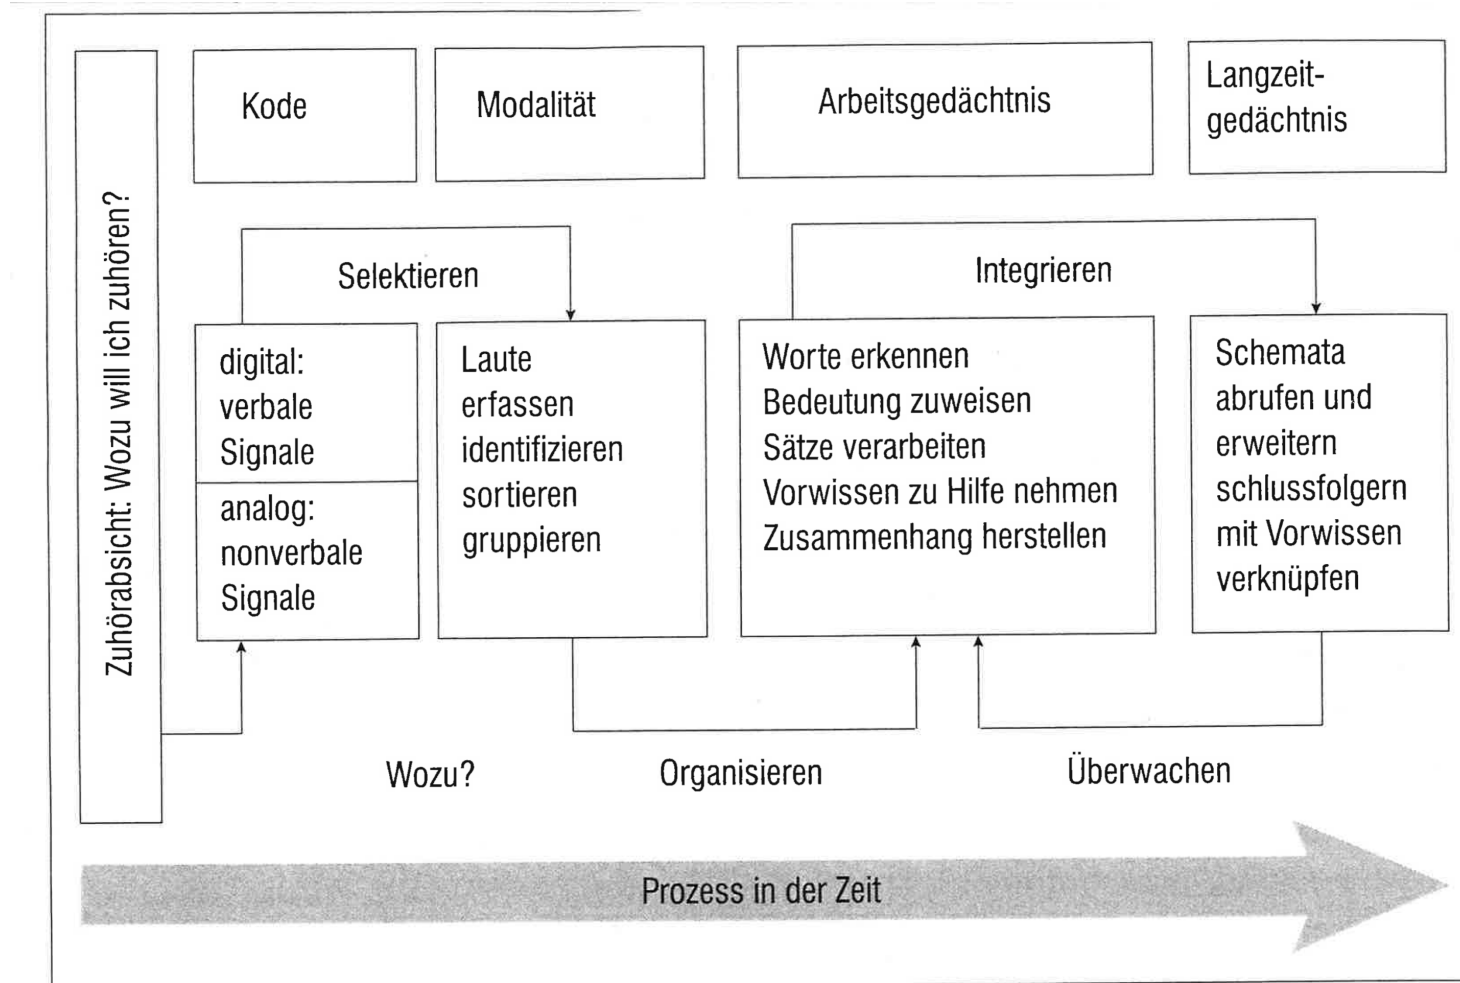 Zuhörabsicht: Wozu will ich zuhören?
Kode
Modalität
Arbeitsgedächtnis
Langzeit-
gedächtnis
Selektieren
Integrieren
digital:
verbale
Signale
analog:
nonverbale
Signale
Laute
erfassen
identifizieren
sortieren
gruppieren
Worte erkennen
Bedeutung zuweisen
Sätze verarbeiten
Vorwissen zu Hilfe nehmen
Zusammenhang herstellen
Schemata
abrufen und
erweitern
schlussfolgern
mit Vorwissen
verknüpfen
Wozu?
Organisieren
Überwachen
Prozess in der Zeit